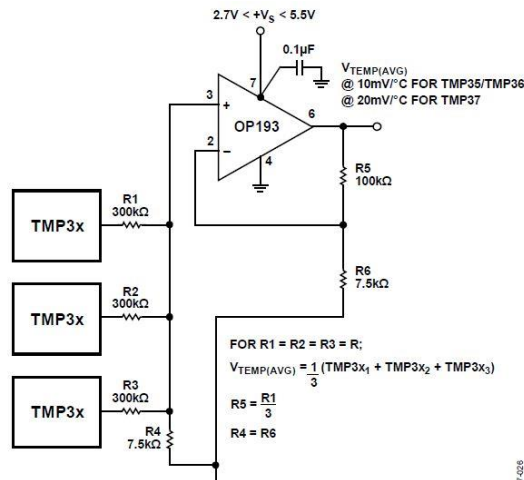 2.7V < +VS < 5.5V
0.1µF
VTEMP(AVG)
@ 10mV/°C FOR TMP35/TMP36
@ 20mV/°C FOR TMP37
7
3
+
OP193
6
2
−
4
R5
100kΩ
R1
300kΩ
TMP3x
R6
7.5kΩ
R2
300kΩ
TMP3x
FOR R1 = R2 = R3 = R;
VTEMP(AVG) = 1/3 (TMP3x1 + TMP3x2 + TMP3x3)
R5 = R1/3
R4 = R6
R3
300kΩ
TMP3x
R4
7.5kΩ
7-026